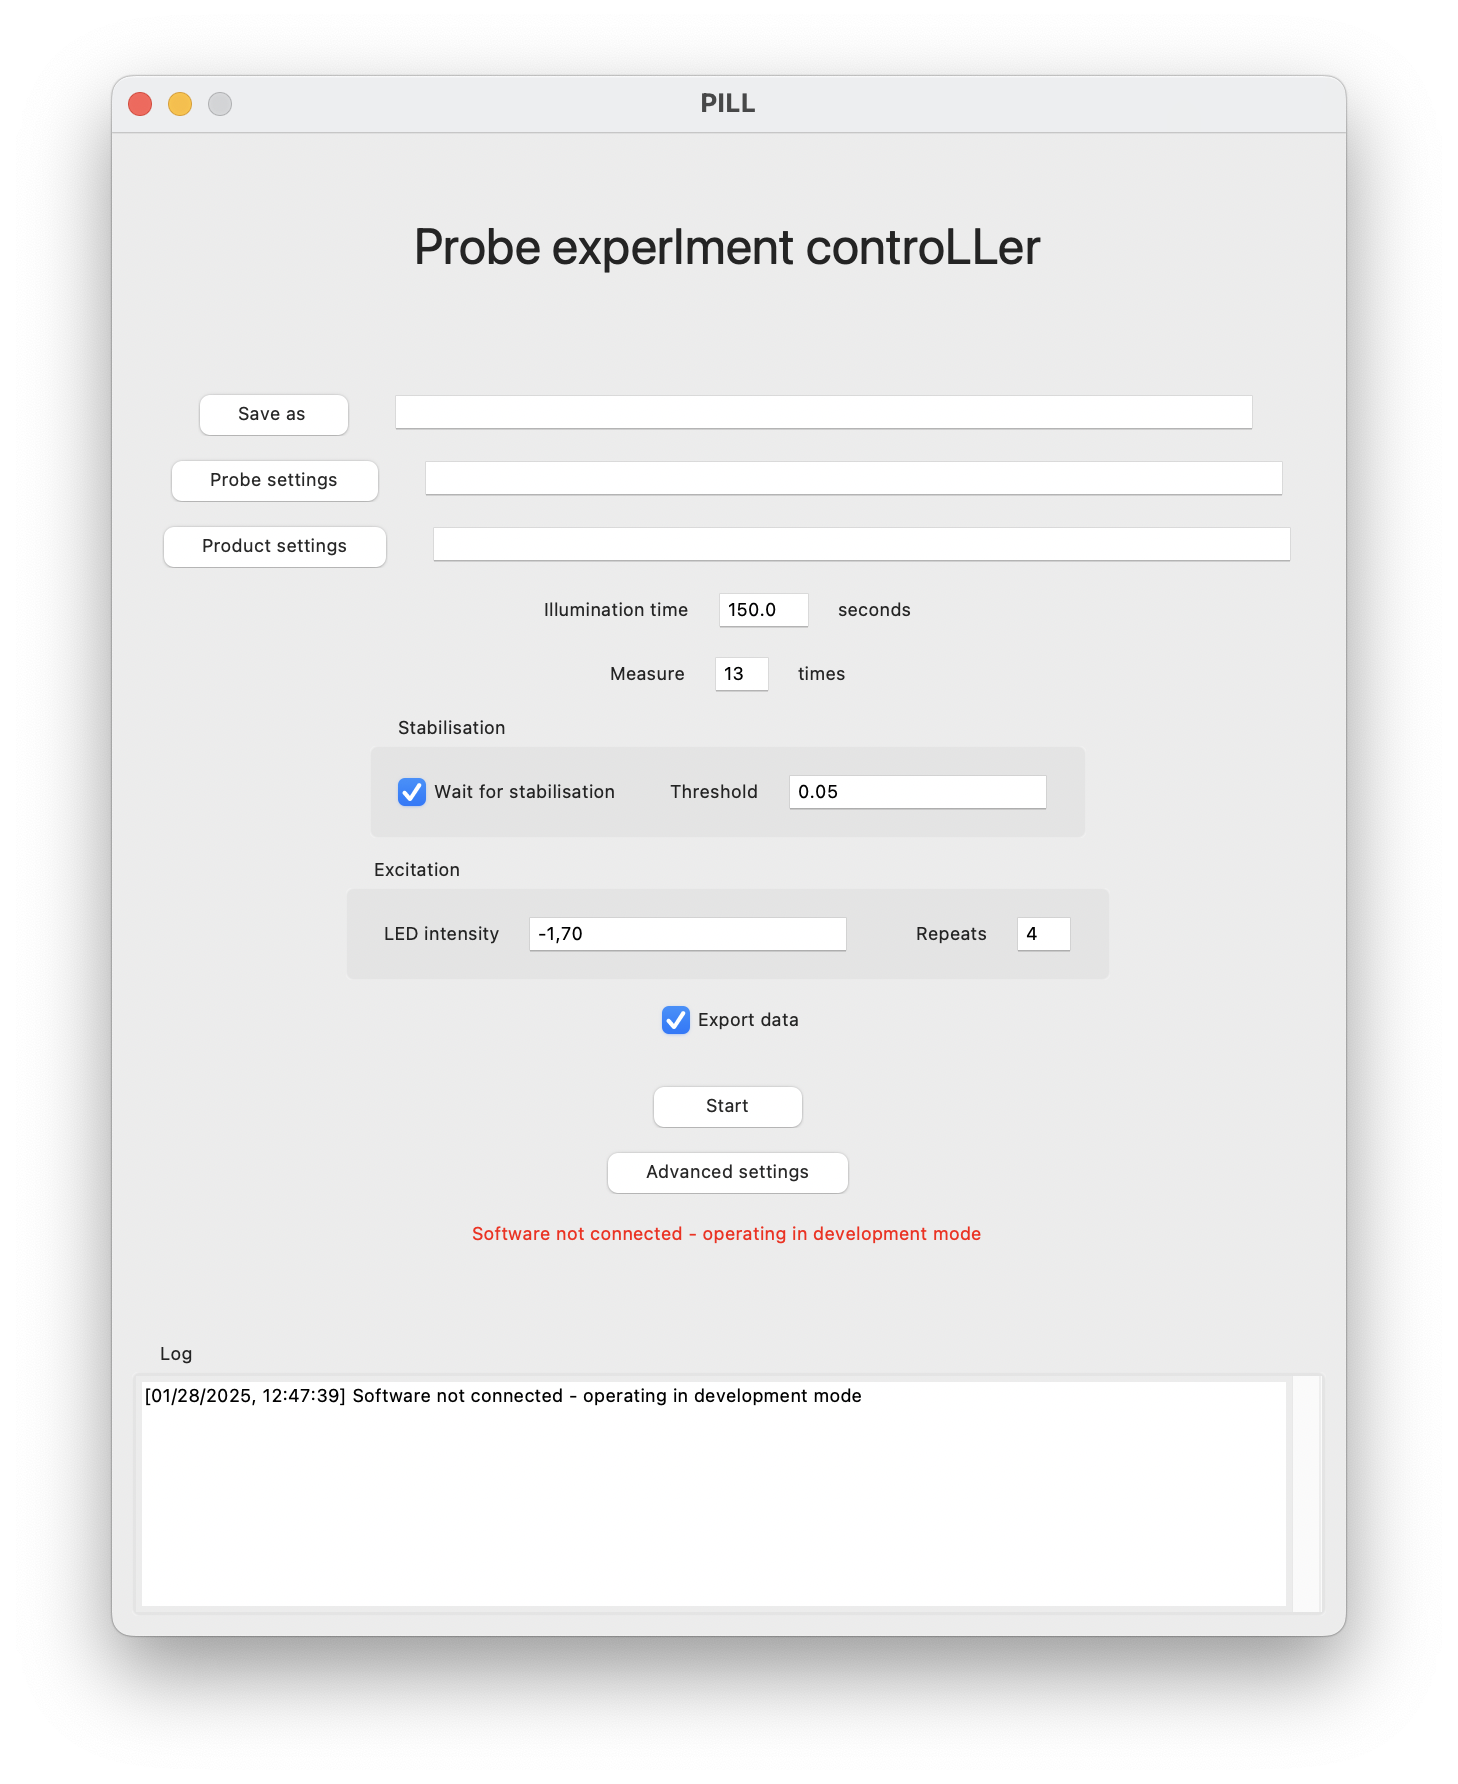 PILL
Probe experIment controLLer
Save as
Probe settings
Product settings
Illumination time 150.0 seconds
Measure 13 times
Stabilisation
Wait for stabilisation Threshold 0.05
Excitation
LED intensity -1,70 Repeats 4
Export data
Start
Advanced settings
Software not connected - operating in development mode
Log
[01/28/2025, 12:47:39] Software not connected - operating in development mode